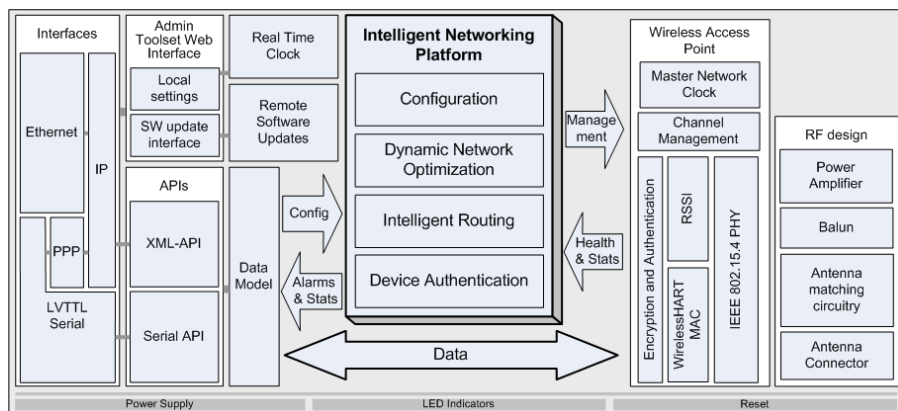 Interfaces
Ethernet
IP
PPP
LVTTL
Serial
Admin
Toolset Web
Interface
Local
settings
SW update
interface
Real Time
Clock
Remote
Software
Updates
APIs
XML-API
Serial API
Data
Model
Config
Alarms
& Stats
Intelligent Networking
Platform
Configuration
Dynamic Network
Optimization
Intelligent Routing
Device Authentication
Manage
ment
Health
& Stats
Data
Wireless Access
Point
Master Network
Clock
Channel
Management
Encryption and Authentication
RSSI
WirelessHART
MAC
IEEE 802.15.4 PHY
RF design
Power
Amplifier
Balun
Antenna
matching
circuitry
Antenna
Connector
Power Supply
LED Indicators
Reset